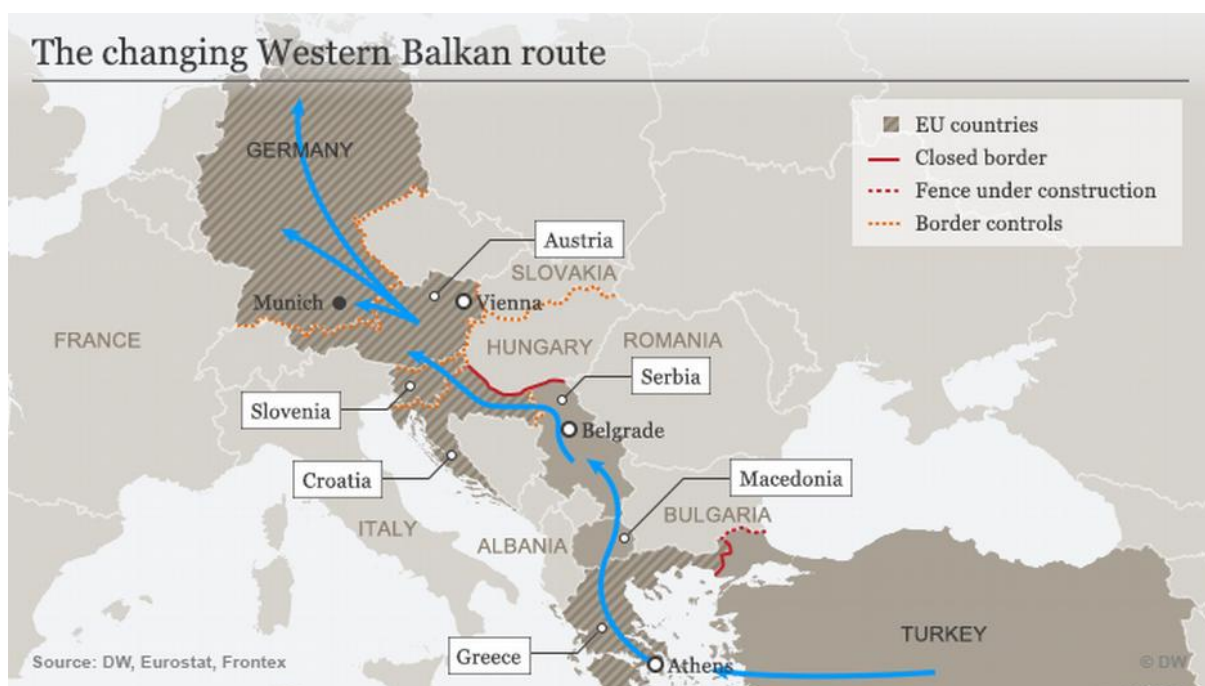 The changing Western Balkan route
EU countries
Closed border
Fence under construction
Border controls
GERMANY
Austria
SLOVAKIA
Munich
Vienna
FRANCE
HUNGARY
ROMANIA
Serbia
Slovenia
Belgrade
Croatia
Macedonia
BULGARIA
ITALY
ALBANIA
TURKEY
Greece
Athens
Source: DW, Eurostat, Frontex
© DW